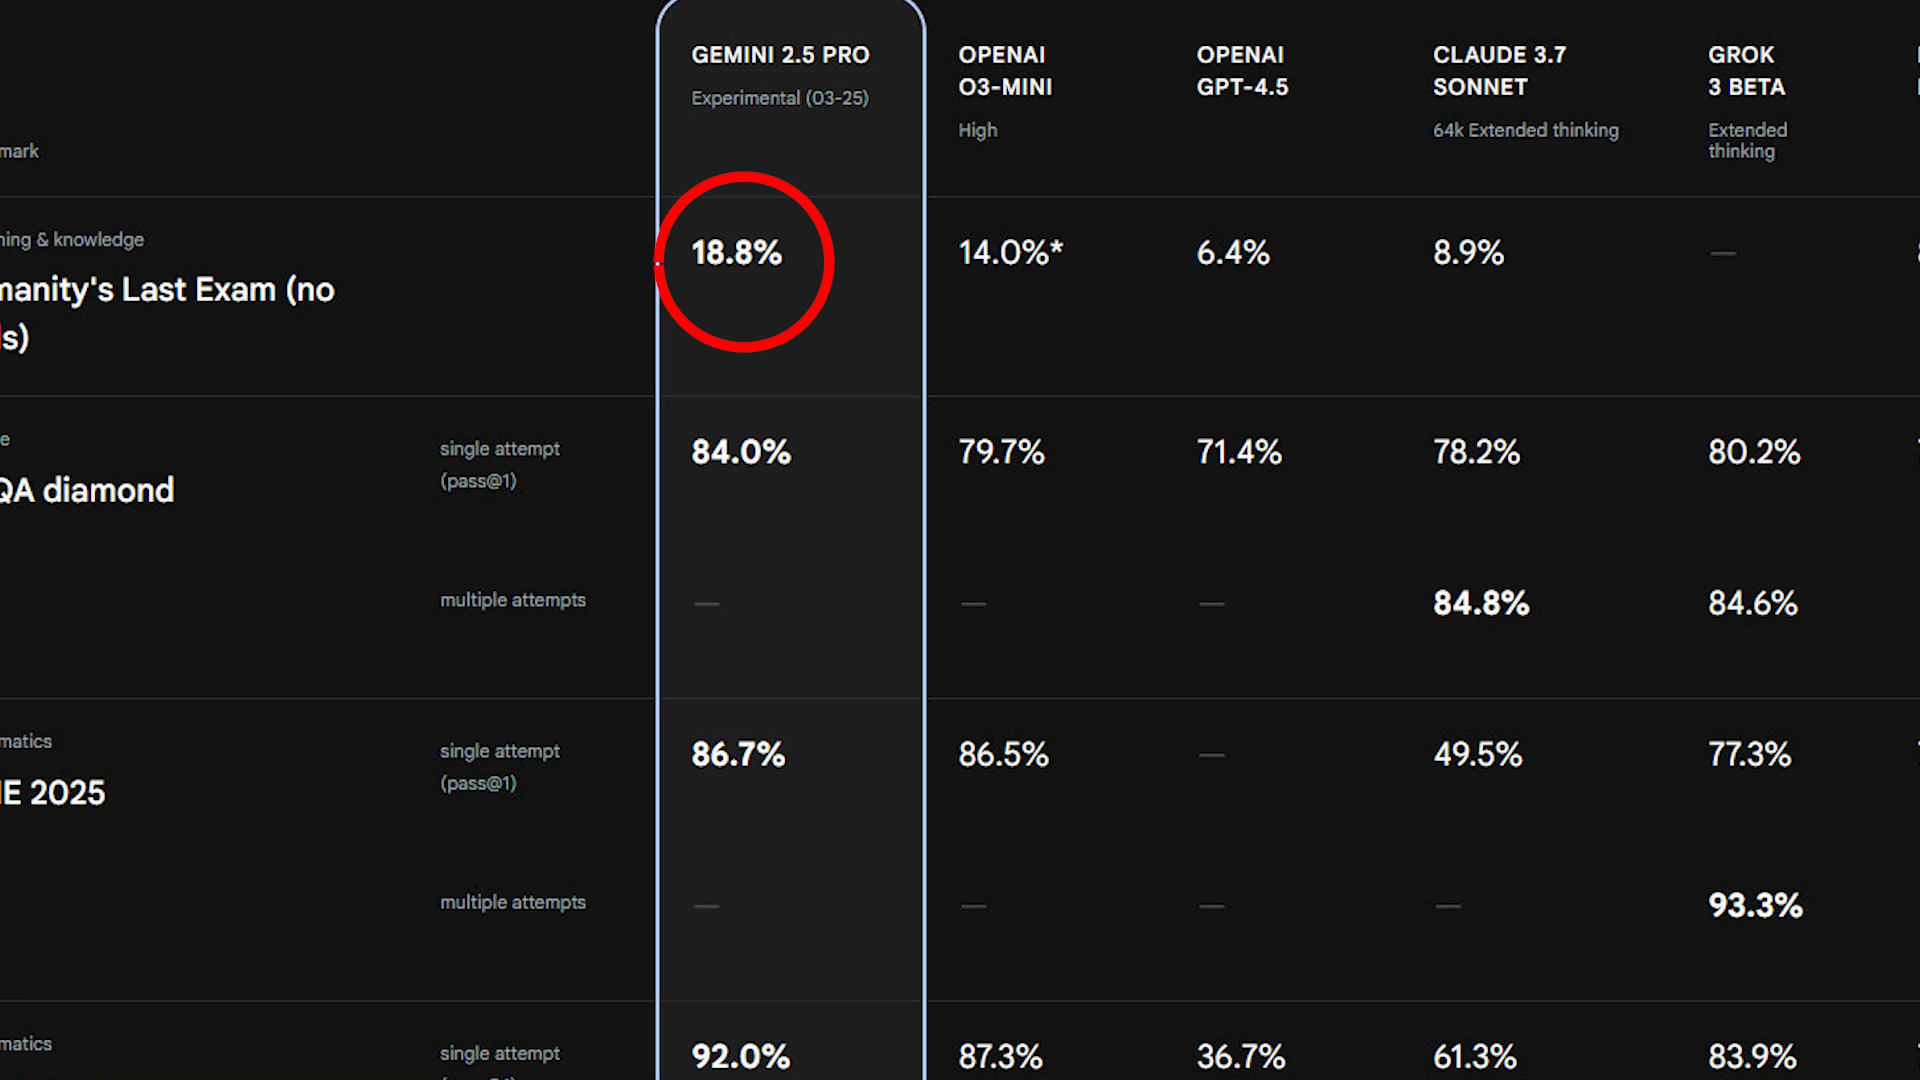 GEMINI 2.5 PRO
Experimental (03-25)
OPENAI
O3-MINI
High
OPENAI
GPT-4.5
CLAUDE 3.7
SONNET
64k Extended thinking
GROK
3 BETA
Extended
thinking
mark
ning & knowledge
manity's Last Exam (no
ls)
18.8% 14.0%* 6.4% 8.9% —
e
QA diamond
single attempt
(pass@1)
84.0% 79.7% 71.4% 78.2% 80.2%
multiple attempts — — — 84.8% 84.6%
matics
IE 2025
single attempt
(pass@1)
86.7% 86.5% — 49.5% 77.3%
multiple attempts — — — — 93.3%
matics
single attempt
92.0% 87.3% 36.7% 61.3% 83.9%